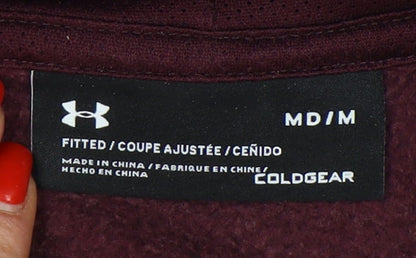 MD/M
FITTED / COUPE AJUSTÉE / CEÑIDO
MADE IN CHINA / FABRIQUE EN CHINE/
HECHO EN CHINA
COLDGEAR